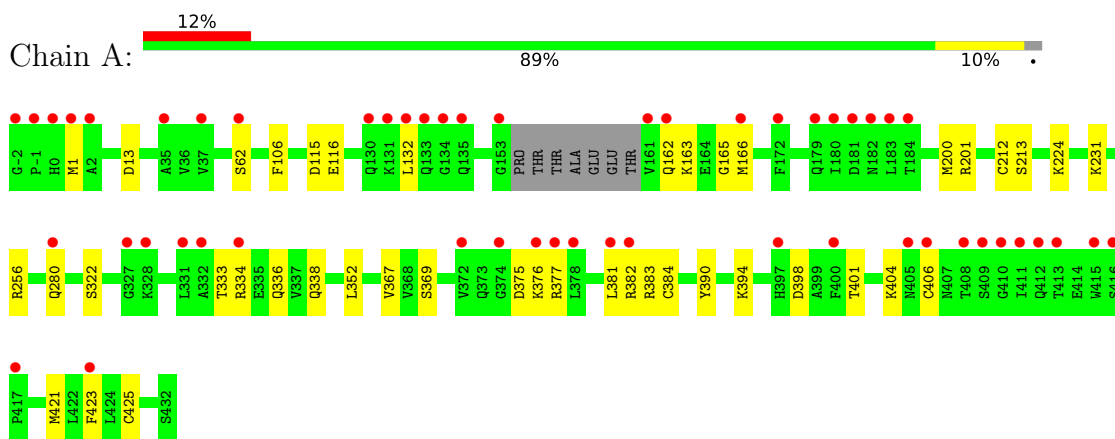 12%
Chain A:
89% 10% •
G-2 P-1 H0 M1 A2 D13 A35 V36 V37 S62 F106 D115 E116 Q130 K131 L132 Q133 G134 Q135 G153 PRO THR THR ALA GLU GLU THR V161 Q162 K163 E164 G165 M166 F172 Q179 I180 D181 N182 L183 T184 M200 R201 C212 S213 K224 K231
R256 Q280 S322 G327 K328 L331 A332 T333 R334 E335 Q336 V337 Q338 L352 V367 V368 S369 V372 Q373 G374 D375 K376 R377 L378 L381 R382 R383 C384 Y390 K394 H397 D398 A399 F400 T401 K404 N405 C406 N407 T408 S409 G410 I411 Q412 T413 E414 W415 S416
P417 M421 L422 F423 L424 C425 S432